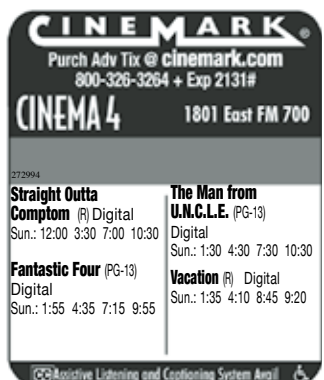 CINEMARK®
Purch Adv Tix @ cinemark.com
800-326-3264 + Exp 2131#
CINEMA 4 1801 East FM 700
272994
Straight Outta
Comptom (R) Digital
Sun.: 12:00 3:30 7:00 10:30
Fantastic Four (PG-13)
Digital
Sun.: 1:55 4:35 7:15 9:55
The Man from
U.N.C.L.E. (PG-13)
Digital
Sun.: 1:30 4:30 7:30 10:30
Vacation (R) Digital
Sun.: 1:35 4:10 8:45 9:20
CC Assistive Listening and Captioning System Avail